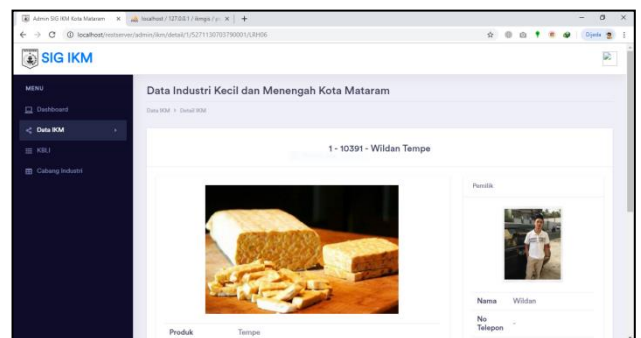 Admin SIG IKM Kota Mataram
localhost / 127.0.0.1 / ikmgis / p
localhost/restserver/admin/ikm/detail/1/5271130703790001/LRH06
Dijeda
SIG IKM
MENU
Dashboard
Data IKM
KBLI
Cabang Industri
Data Industri Kecil dan Menengah Kota Mataram
Data IKM > Detail IKM
1 - 10391 - Wildan Tempe
Produk Tempe
Pemilik
Nama Wildan
No Telepon -